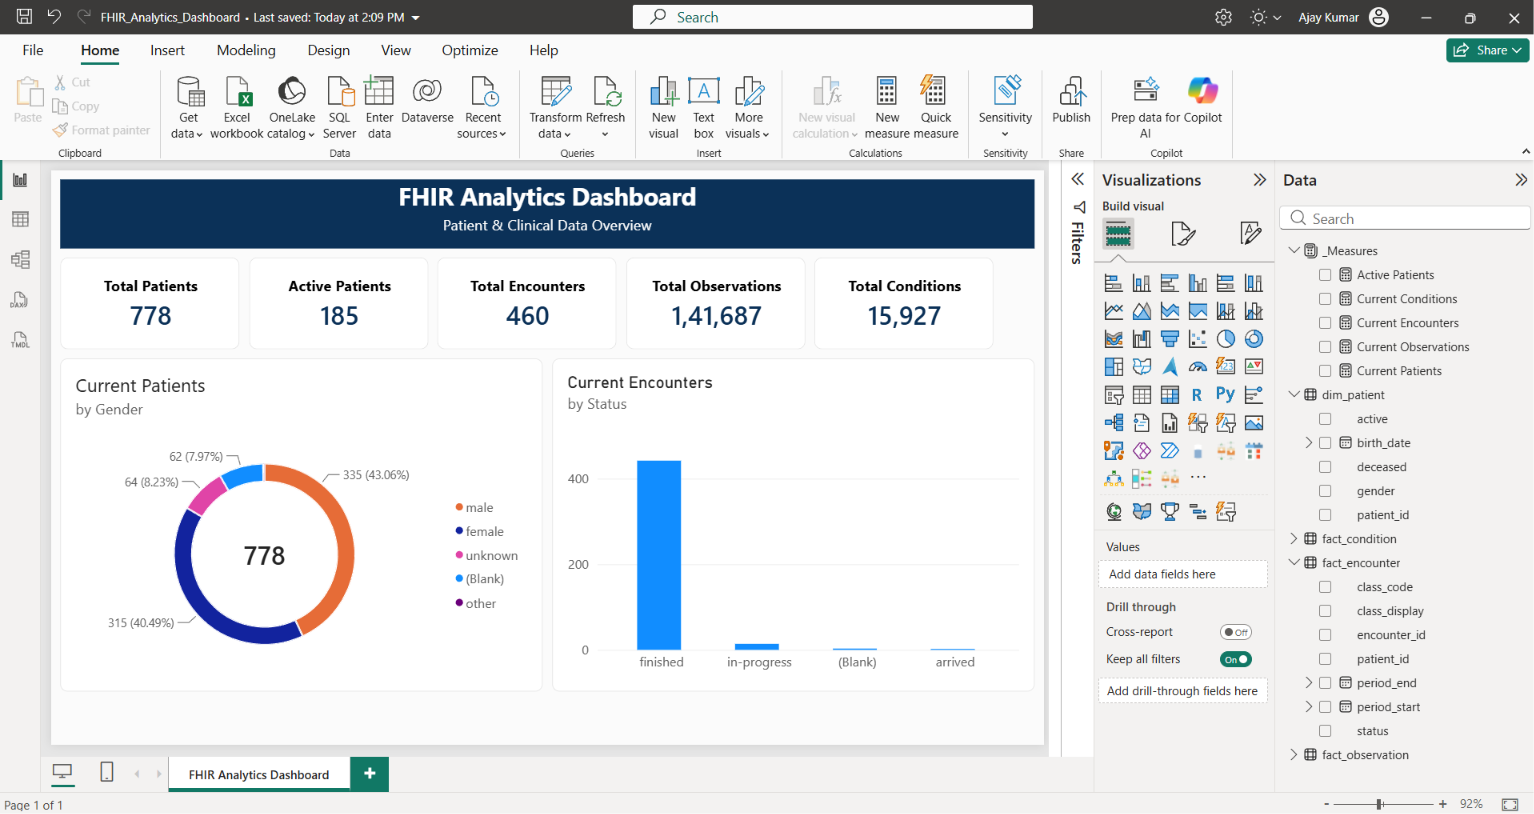 FHIR_Analytics_Dashboard • Last saved: Today at 2:09 PM
Search
Ajay Kumar
File Home Insert Modeling Design View Optimize Help
Share
Paste
Cut
Copy
Format painter
Clipboard
Get data
Excel workbook
OneLake catalog
SQL Server
Enter data
Dataverse
Recent sources
Data
Transform data
Refresh
Queries
New visual
Text box
More visuals
Insert
New visual calculation
New measure
Quick measure
Calculations
Sensitivity
Sensitivity
Publish
Share
Prep data for AI
Copilot
Copilot
DAX
TMDL
FHIR Analytics Dashboard
Patient & Clinical Data Overview
Total Patients
778
Active Patients
185
Total Encounters
460
Total Observations
1,41,687
Total Conditions
15,927
Current Patients
by Gender
62 (7.97%)
64 (8.23%)
335 (43.06%)
778
315 (40.49%)
male
female
unknown
(Blank)
other
Current Encounters
by Status
400
200
0
finished in-progress (Blank) arrived
Filters
Visualizations
Build visual
123
R
Py
Values
Add data fields here
Drill through
Cross-report Off
Keep all filters On
Add drill-through fields here
Data
Search
_Measures
Active Patients
Current Conditions
Current Encounters
Current Observations
Current Patients
dim_patient
active
birth_date
deceased
gender
patient_id
fact_condition
fact_encounter
class_code
class_display
encounter_id
patient_id
period_end
period_start
status
fact_observation
FHIR Analytics Dashboard
+
Page 1 of 1
- + 92%